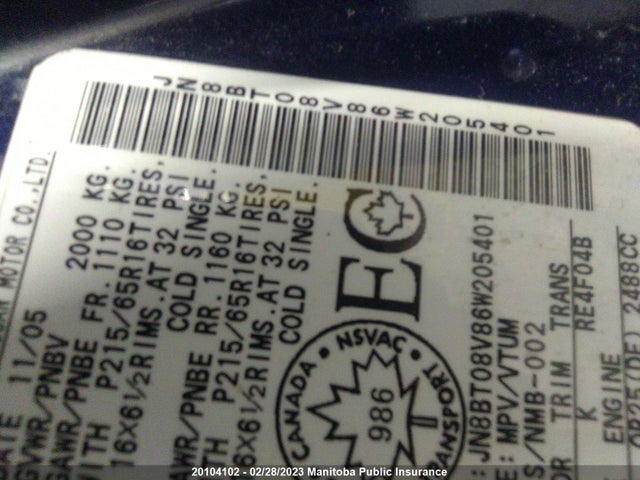 JN8BT08V86W205401
MOTOR CO.,LTD.
11/05
GVWR/PNBV 2000 KG.
GAWR/PNBE FR. 1110 KG.
WITH P215/65R16TIRES,
16X6½RIMS.AT 32 PSI
COLD SINGLE.
GAWR/PNBE RR. 1160 KG.
WITH P215/65R16TIRES,
16X6½RIMS.AT 32 PSI
COLD SINGLE.
EC
CANADA • NSVAC • TRANSPORT
986
: JN8BT08V86W205401
: MPV/VTUM
/NMB-002
TRIM TRANS
K RE4F04B
ENGINE
2488CC
20104102 - 02/28/2023 Manitoba Public Insurance